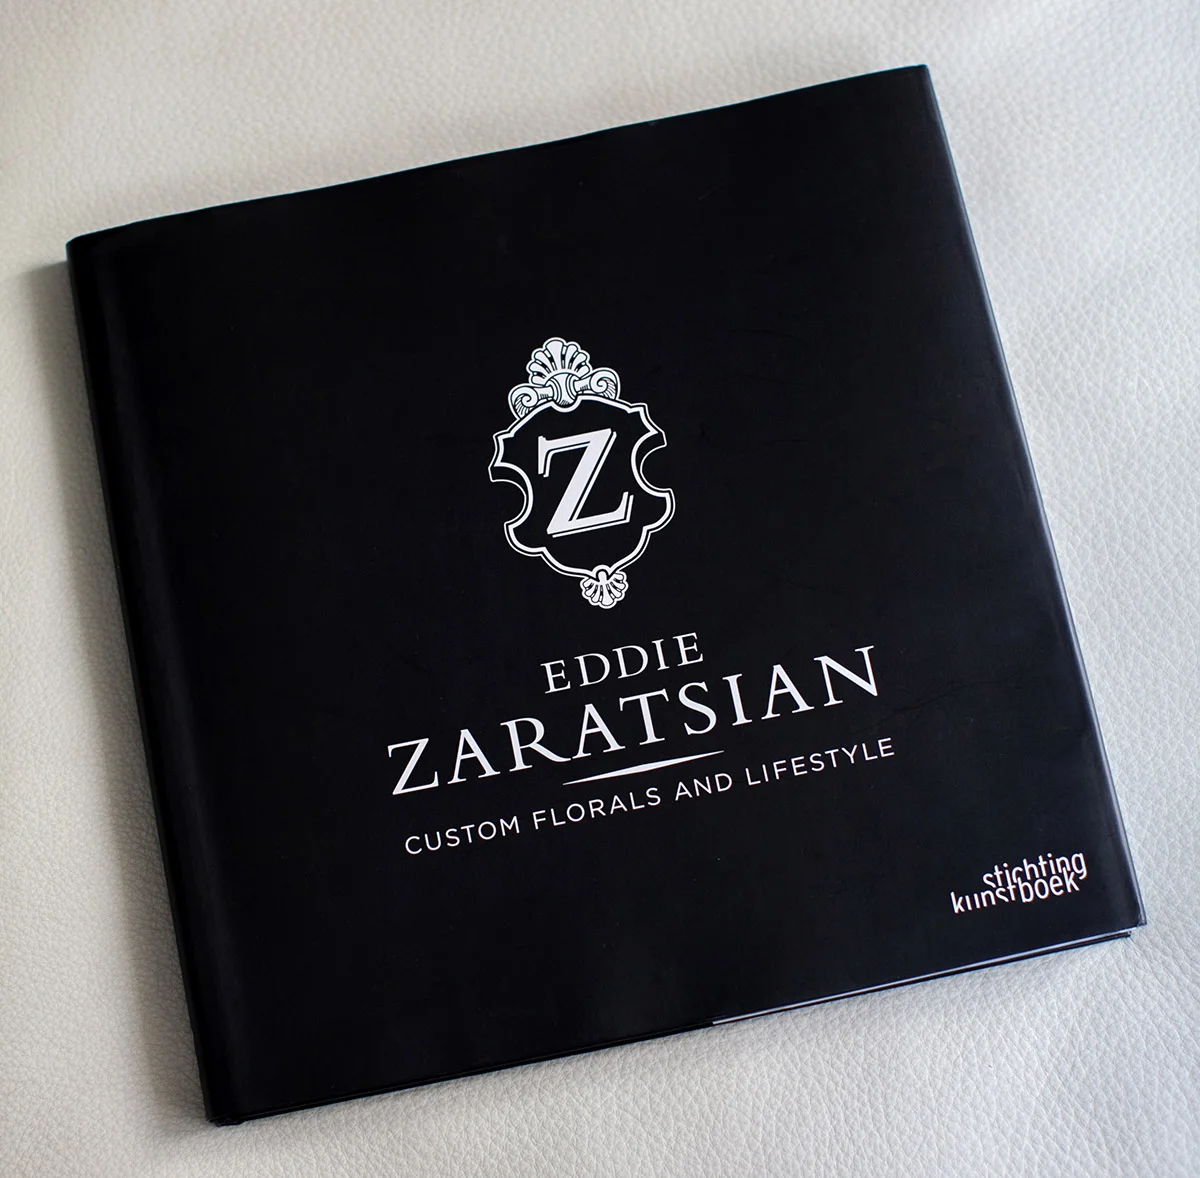 Z
EDDIE
ZARATSIAN
CUSTOM FLORALS AND LIFESTYLE
stichting
kunstboek